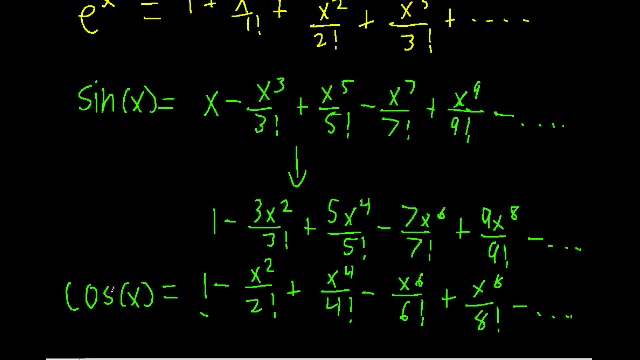 e^x = 1 + x/1! + x^2/2! + x^3/3! + ....
sin(x) = x - x^3/3! + x^5/5! - x^7/7! + x^9/9! - ....
↓
1 - 3x^2/3! + 5x^4/5! - 7x^6/7! + 9x^8/9! - ....
cos(x) = 1 - x^2/2! + x^4/4! - x^6/6! + x^8/8! - ....